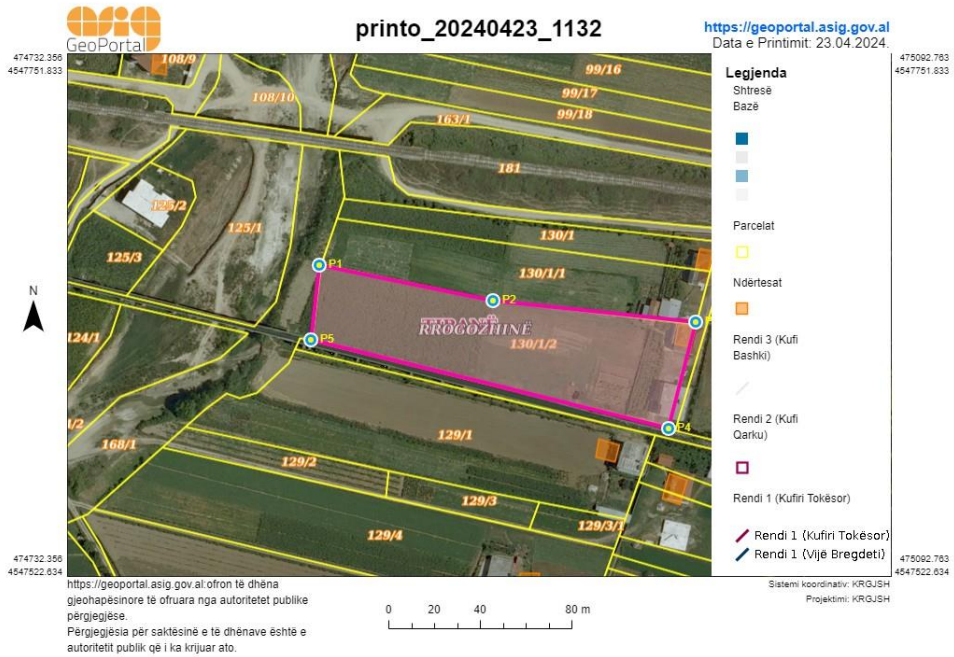 asig
GeoPortal
printo_20240423_1132
https://geoportal.asig.gov.al
Data e Printimit: 23.04.2024.
474732.356
4547751.833
475092.763
4547751.833
108/9
108/10
99/16
99/17
99/18
163/1
181
125/2
125/1
125/3
130/1
130/1/1
P1
P2
RROGOZHINË
130/1/2
P5
P4
124/1
129/1
168/1
129/2
129/3
129/3/1
129/4
N
Legjenda
Shtresë
Bazë
Parcelat
Ndërtesat
Rendi 3 (Kufi
Bashki)
Rendi 2 (Kufi
Qarku)
Rendi 1 (Kufiri Tokësor)
Rendi 1 (Kufiri Tokësor)
Rendi 1 (Vijë Bregdeti)
474732.356
4547522.634
475092.763
4547522.634
https://geoportal.asig.gov.al:ofron të dhëna
gjeohapësinore të ofruara nga autoritetet publike
përgjegjëse.
Përgjegjësia për saktësinë e të dhënave është e
autoritetit publik që i ka krijuar ato.
0 20 40 80 m
Sistemi koordinativ: KRGJSH
Projektimi: KRGJSH